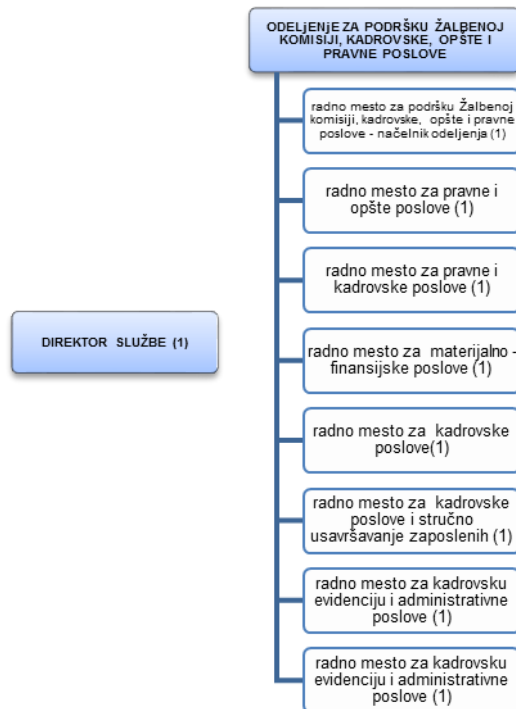 ODELjENjE ZA PODRŠKU ŽALBENOJ
KOMISIJI, KADROVSKE, OPŠTE I
PRAVNE POSLOVE
radno mesto za podršku Žalbenoj
komisiji, kadrovske, opšte i pravne
poslove - načelnik odeljenja (1)
radno mesto za pravne i
opšte poslove (1)
radno mesto za pravne i
kadrovske poslove (1)
DIREKTOR SLUŽBE (1)
radno mesto za materijalno -
finansijske poslove (1)
radno mesto za kadrovske
poslove(1)
radno mesto za kadrovske
poslove i stručno
usavršavanje zaposlenih (1)
radno mesto za kadrovsku
evidenciju i administrativne
poslove (1)
radno mesto za kadrovsku
evidenciju i administrativne
poslove (1)